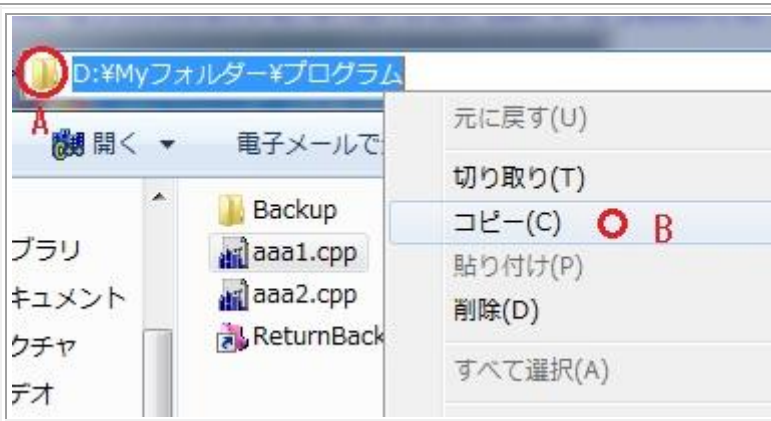 D:¥Myフォルダー¥プログラム
A
開く
電子メールで
元に戻す(U)
切り取り(T)
コピー(C)
B
貼り付け(P)
削除(D)
すべて選択(A)
Backup
aaa1.cpp
aaa2.cpp
ReturnBack
ブラリ
キュメント
クチャ
デオ